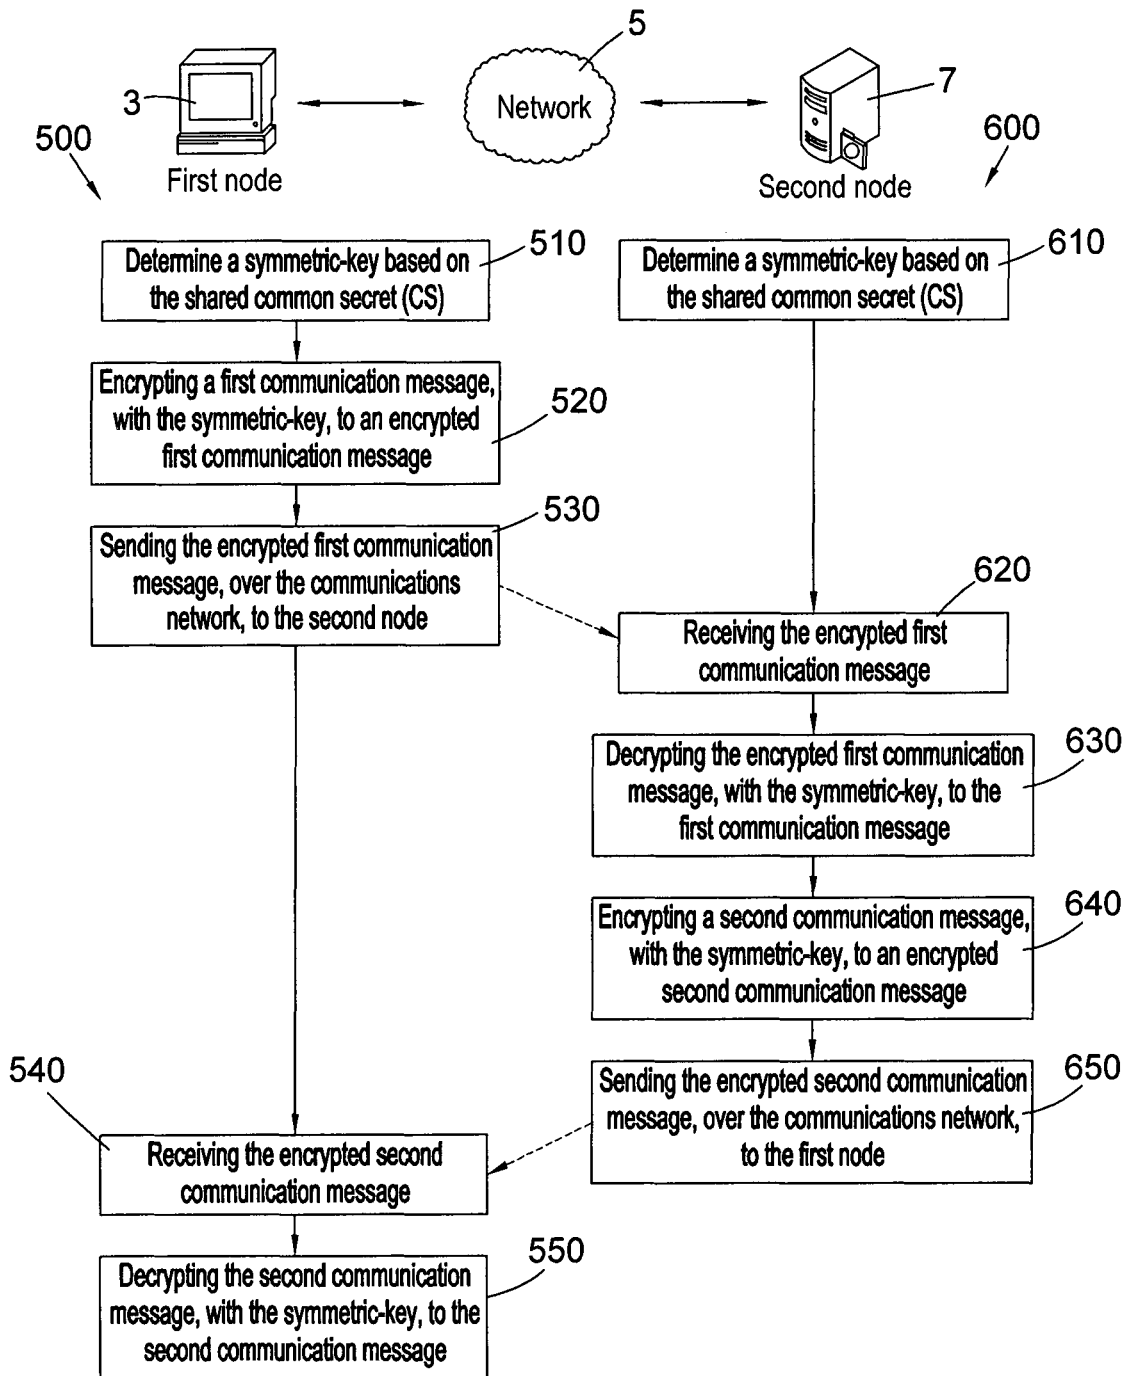 5
Network
3
7
500
600
First node
Second node
510
Determine a symmetric-key based on
the shared common secret (CS)
610
Determine a symmetric-key based on
the shared common secret (CS)
520
Encrypting a first communication message,
with the symmetric-key, to an encrypted
first communication message
530
Sending the encrypted first communication
message, over the communications
network, to the second node
620
Receiving the encrypted first
communication message
630
Decrypting the encrypted first communication
message, with the symmetric-key, to the
first communication message
640
Encrypting a second communication message,
with the symmetric-key, to an encrypted
second communication message
650
Sending the encrypted second communication
message, over the communications network,
to the first node
540
Receiving the encrypted second
communication message
550
Decrypting the second communication
message, with the symmetric-key, to the
second communication message